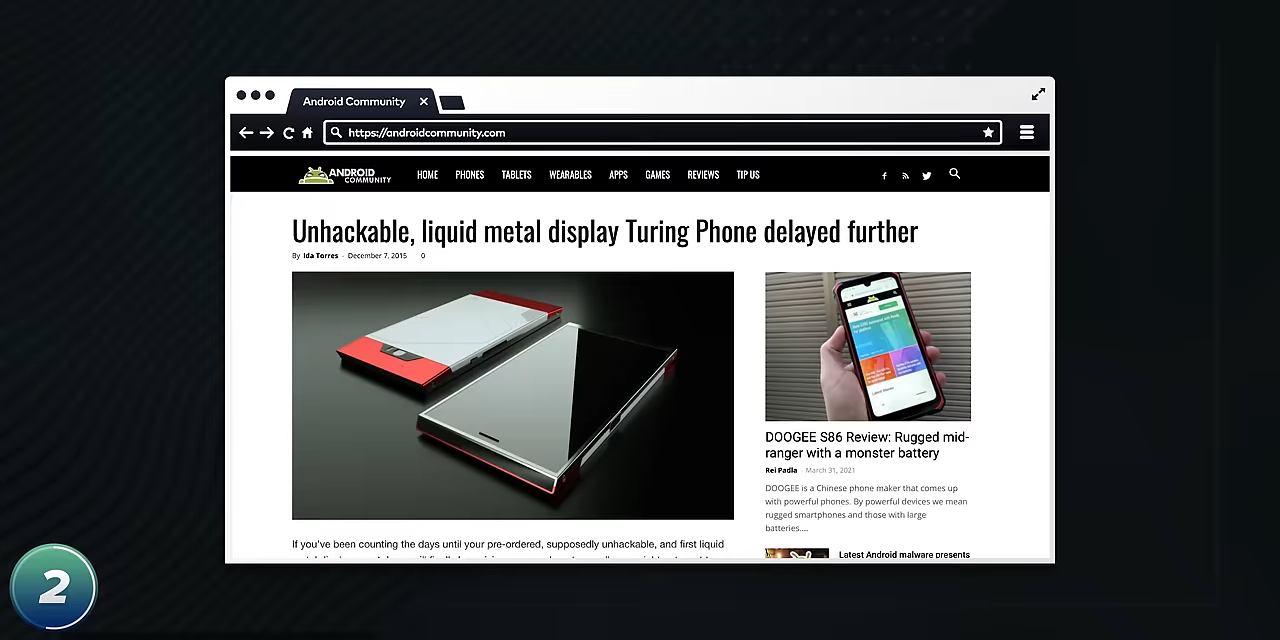 Android Community
https://androidcommunity.com
ANDROID
COMMUNITY
HOME PHONES TABLETS WEARABLES APPS GAMES REVIEWS TIP US
Unhackable, liquid metal display Turing Phone delayed further
By Ida Torres - December 7, 2015 0
If you've been counting the days until your pre-ordered, supposedly unhackable, and first liquid
DOOGEE S86 Review: Rugged mid-
ranger with a monster battery
Rei Padla - March 31, 2021
DOOGEE is a Chinese phone maker that comes up
with powerful phones. By powerful devices we mean
rugged smartphones and those with large
batteries....
Latest Android malware presents
2